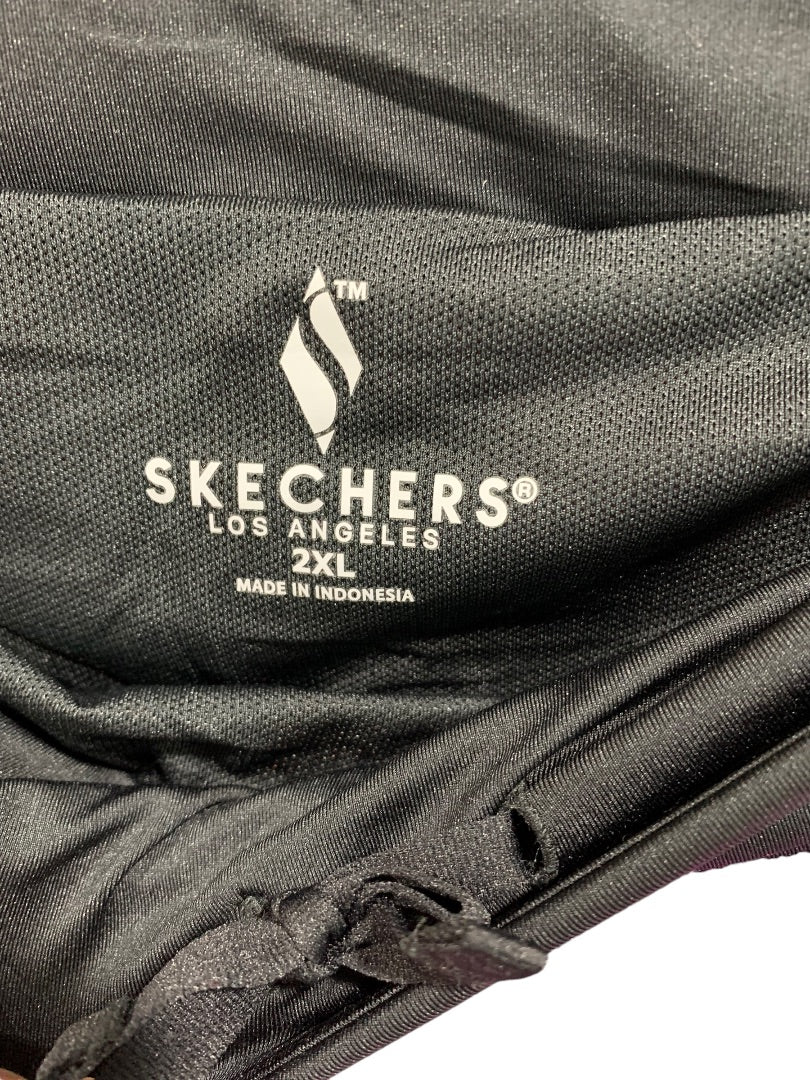 TM
SKECHERS®
LOS ANGELES
2XL
MADE IN INDONESIA